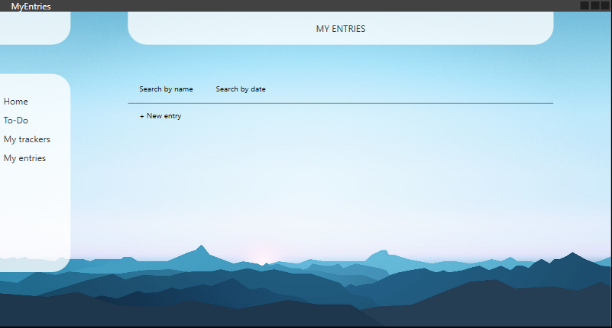 MyEntries
MY ENTRIES
Search by name Search by date
+ New entry
Home
To-Do
My trackers
My entries